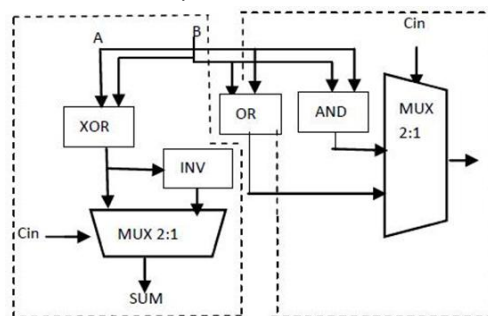 Cin
A
B
XOR
OR
AND
MUX
2:1
INV
Cin
MUX 2:1
SUM